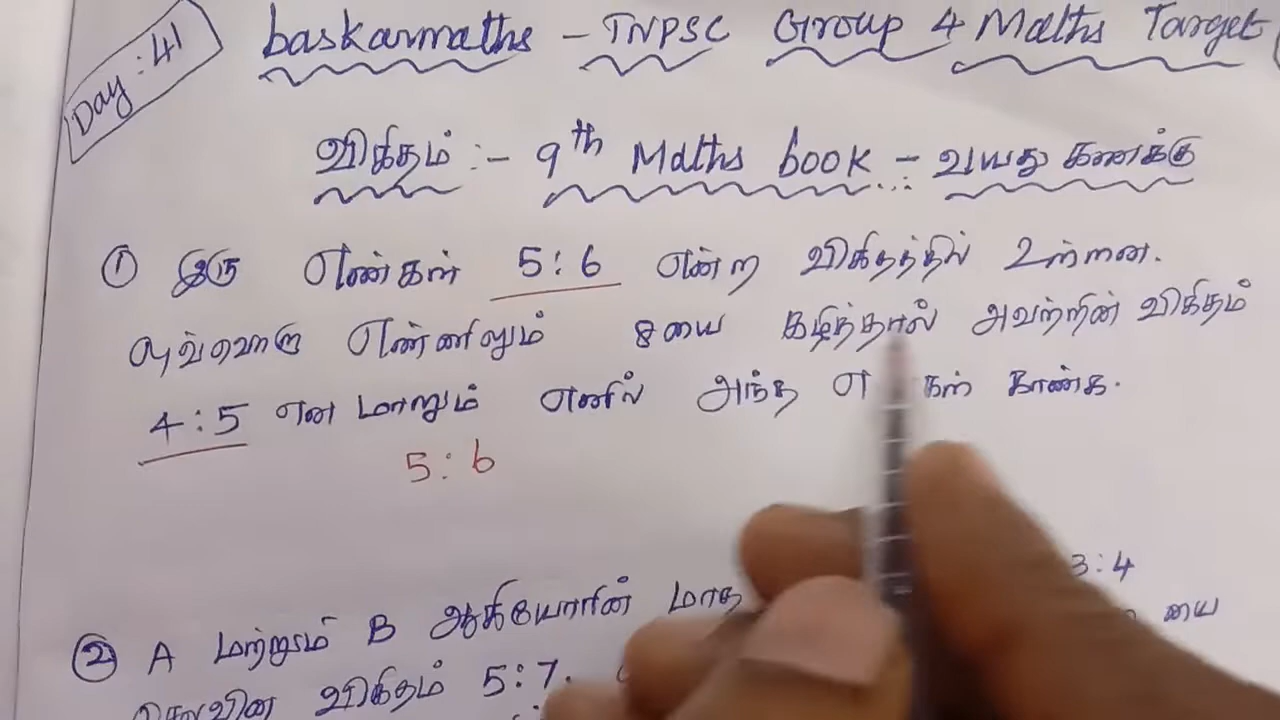 Day : 41
baskarmaths - TNPSC Group 4 Maths Target
விகிதம் :- 9th Maths book - வயது கணக்கு
① இரு எண்கள் 5:6 என்ற விகிதத்தில் உள்ளன.
ஒவ்வொரு எண்ணிலும் 8யை கழித்தால் அவற்றின் விகிதம்
4:5 என மாறும் எனில் அந்த காண்க.
5:6
② A மற்றும் B ஆகியோரின் மாத 3:4
யை
விகிதம் 5:7.